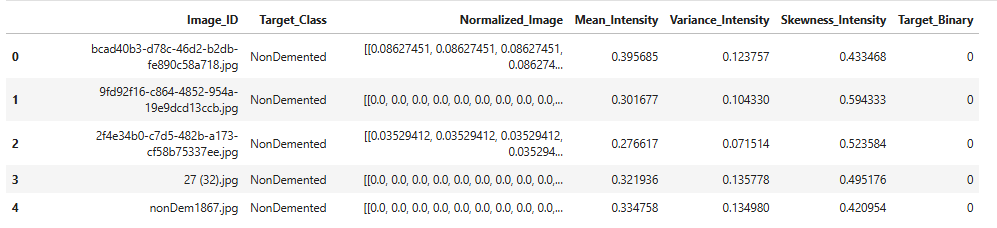 Image_ID Target_Class Normalized_Image Mean_Intensity Variance_Intensity Skewness_Intensity Target_Binary
0 bcad40b3-d78c-46d2-b2db-fe890c58a718.jpg NonDemented [[0.08627451, 0.08627451, 0.08627451, 0.086274... 0.395685 0.123757 0.433468 0
1 9fd92f16-c864-4852-954a-19e9dcd13ccb.jpg NonDemented [[0.0, 0.0, 0.0, 0.0, 0.0, 0.0, 0.0, 0.0, 0.0,... 0.301677 0.104330 0.594333 0
2 2f4e34b0-c7d5-482b-a173-cf58b75337ee.jpg NonDemented [[0.03529412, 0.03529412, 0.03529412, 0.035294... 0.276617 0.071514 0.523584 0
3 27 (32).jpg NonDemented [[0.0, 0.0, 0.0, 0.0, 0.0, 0.0, 0.0, 0.0, 0.0,... 0.321936 0.135778 0.495176 0
4 nonDem1867.jpg NonDemented [[0.0, 0.0, 0.0, 0.0, 0.0, 0.0, 0.0, 0.0, 0.0,... 0.334758 0.134980 0.420954 0